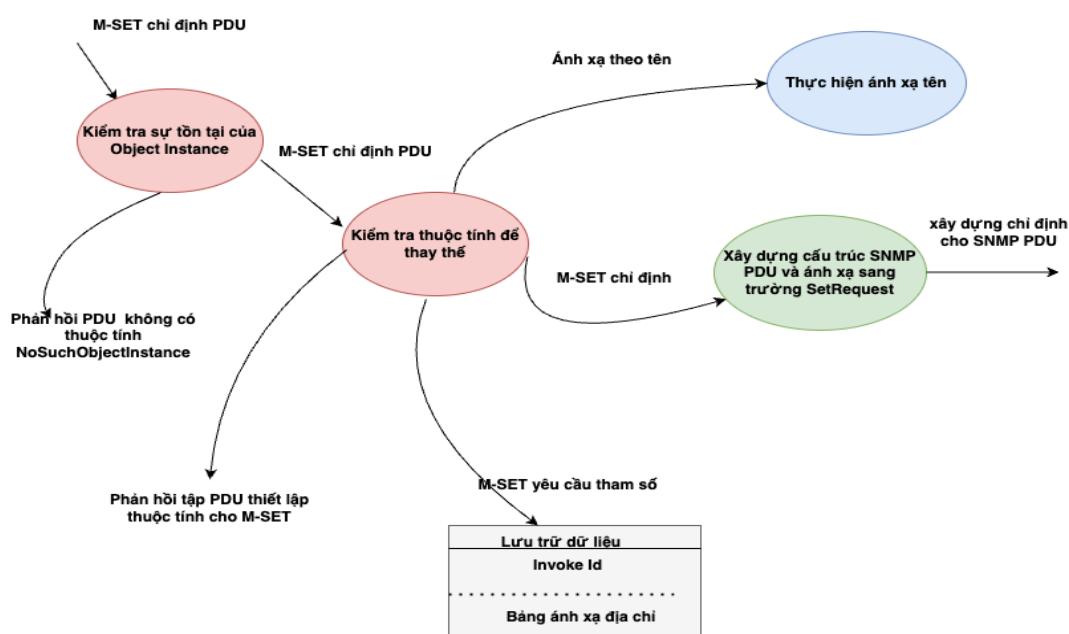 M-SET chỉ định PDU
Ánh xạ theo tên
Thực hiện ánh xạ tên
Kiểm tra sự tồn tại của
Object Instance
M-SET chỉ định PDU
Kiểm tra thuộc tính để
thay thế
xây dựng chỉ định
cho SNMP PDU
Xây dựng cấu trúc SNMP
PDU và ánh xạ sang
trường SetRequest
M-SET chỉ định
Phản hồi PDU không có
thuộc tính
NoSuchObjectInstance
Phản hồi tập PDU thiết lập
thuộc tính cho M-SET
M-SET yêu cầu tham số
Lưu trữ dữ liệu
Invoke Id
Bảng ánh xạ địa chỉ